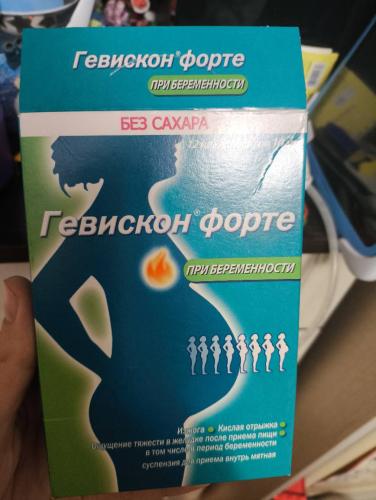 Гевискон® форте
ПРИ БЕРЕМЕННОСТИ
БЕЗ САХАРА
Гевискон® форте
ПРИ БЕРЕМЕННОСТИ
Изжога • Кислая отрыжка •
Ощущение тяжести в желудке после приема пищи •
в том числе в период беременности
суспензия для приема внутрь мятная